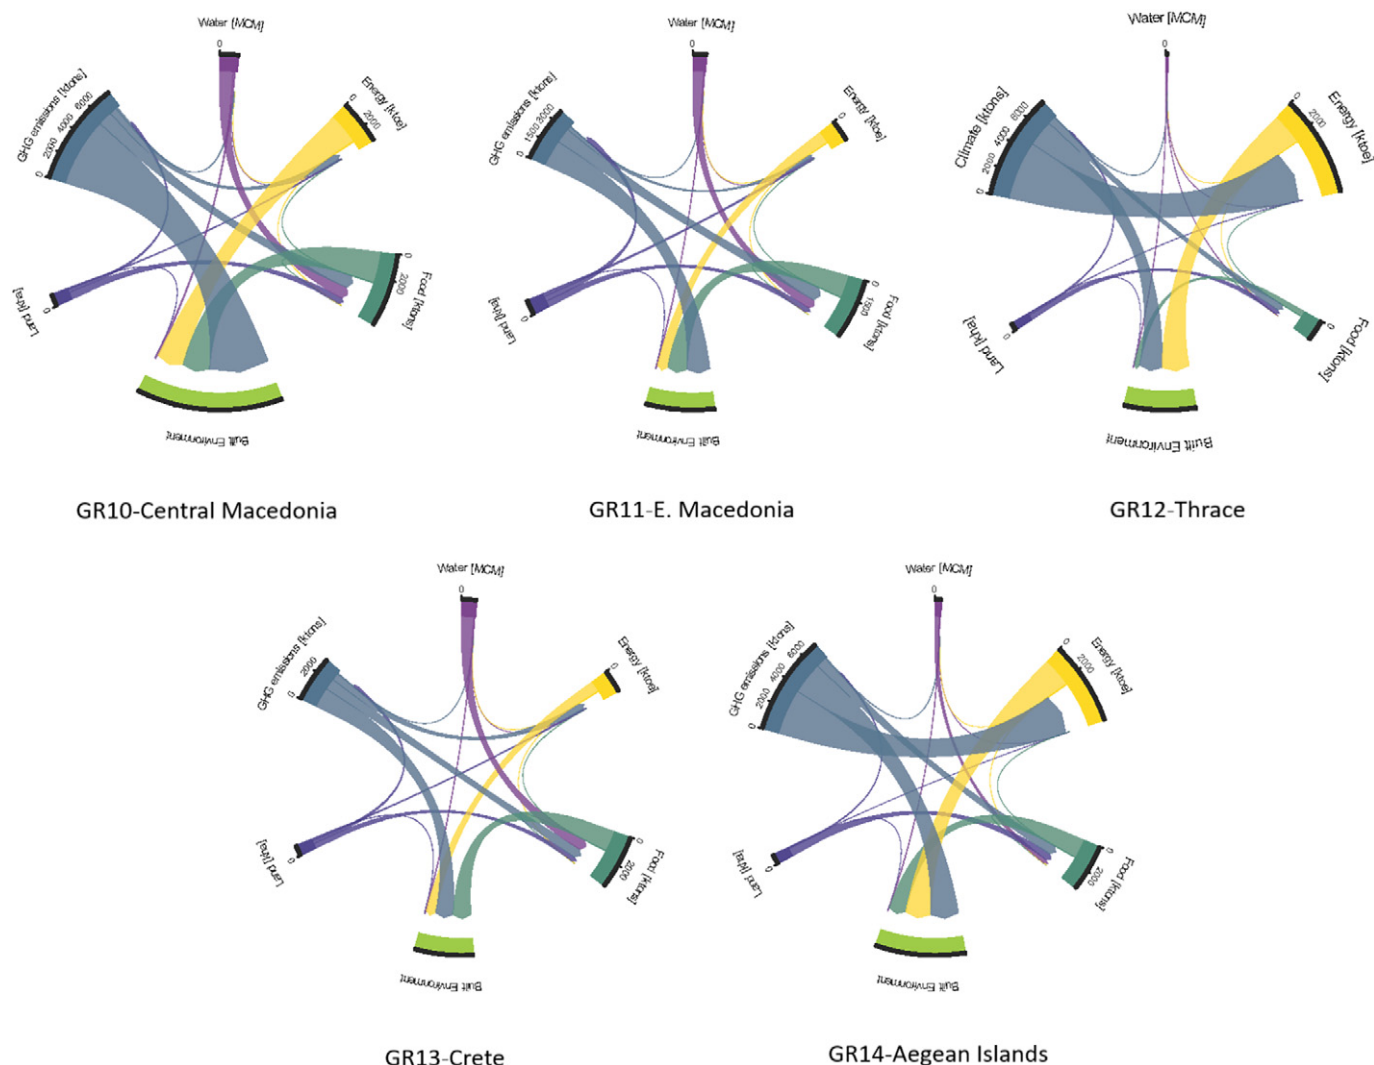 Water [MCM]
0
GHG emissions [ktons]
0
2000
4000
6000
Energy [ktoe]
0
2000
Food [ktons]
0
2000
Land [kha]
0
Built Environment
GR10-Central Macedonia
Water [MCM]
0
GHG emissions [ktons]
0
1500
3000
Energy [ktoe]
0
Food [ktons]
0
1500
Land [kha]
0
Built Environment
GR11-E. Macedonia
Water [MCM]
0
Climate [ktons]
0
2000
4000
6000
Energy [ktoe]
0
2000
Food [ktons]
0
Land [kha]
0
Built Environment
GR12-Thrace
Water [MCM]
0
GHG emissions [ktons]
0
2000
Energy [ktoe]
0
Food [ktons]
0
2000
Land [kha]
0
Built Environment
GR13-Crete
Water [MCM]
0
GHG emissions [ktons]
0
2000
4000
6000
Energy [ktoe]
0
2000
Food [ktons]
0
2000
Land [kha]
0
Built Environment
GR14-Aegean Islands